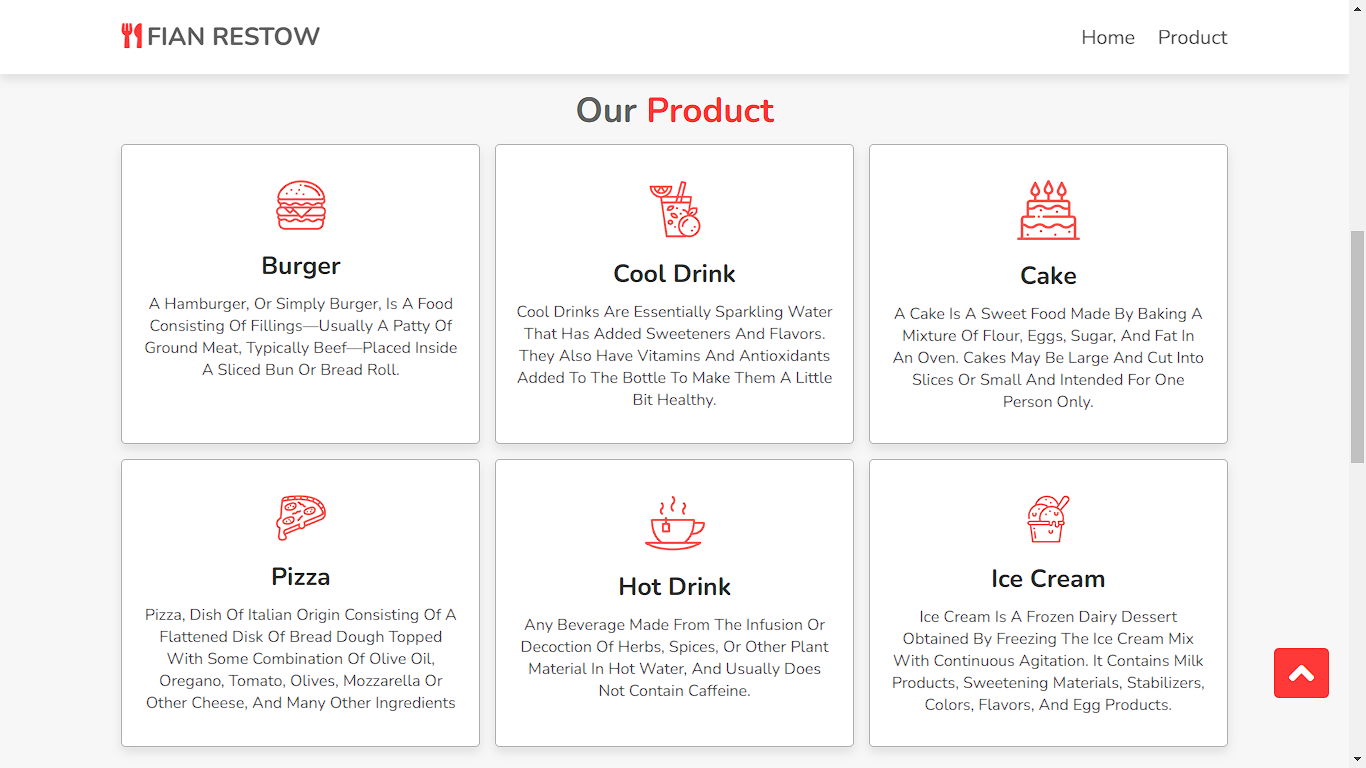 FIAN RESTOW
Home Product
Our Product
Burger
A Hamburger, Or Simply Burger, Is A Food
Consisting Of Fillings—Usually A Patty Of
Ground Meat, Typically Beef—Placed Inside
A Sliced Bun Or Bread Roll.
Cool Drink
Cool Drinks Are Essentially Sparkling Water
That Has Added Sweeteners And Flavors.
They Also Have Vitamins And Antioxidants
Added To The Bottle To Make Them A Little
Bit Healthy.
Cake
A Cake Is A Sweet Food Made By Baking A
Mixture Of Flour, Eggs, Sugar, And Fat In
An Oven. Cakes May Be Large And Cut Into
Slices Or Small And Intended For One
Person Only.
Pizza
Pizza, Dish Of Italian Origin Consisting Of A
Flattened Disk Of Bread Dough Topped
With Some Combination Of Olive Oil,
Oregano, Tomato, Olives, Mozzarella Or
Other Cheese, And Many Other Ingredients
Hot Drink
Any Beverage Made From The Infusion Or
Decoction Of Herbs, Spices, Or Other Plant
Material In Hot Water, And Usually Does
Not Contain Caffeine.
Ice Cream
Ice Cream Is A Frozen Dairy Dessert
Obtained By Freezing The Ice Cream Mix
With Continuous Agitation. It Contains Milk
Products, Sweetening Materials, Stabilizers,
Colors, Flavors, And Egg Products.